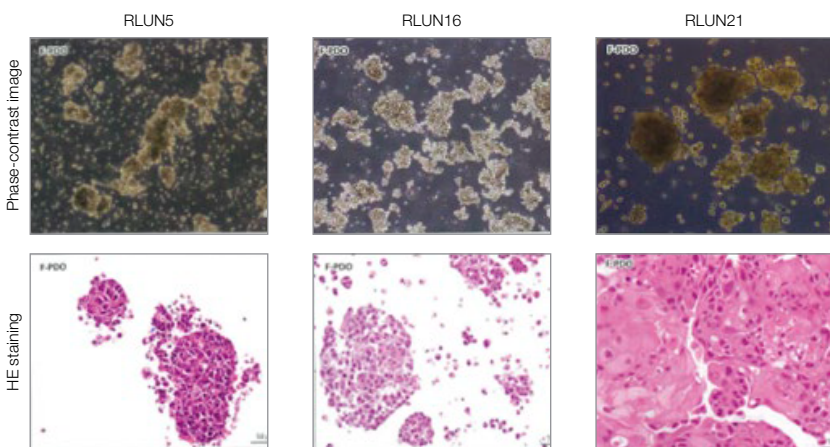 RLUN5 RLUN16 RLUN21
Phase-contrast image
F-PDO F-PDO F-PDO
HE staining
F-PDO F-PDO F-PDO